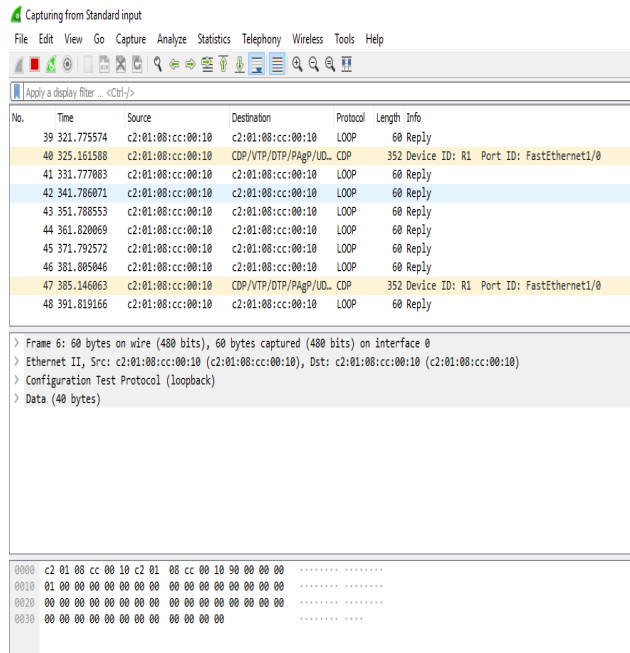 Capturing from Standard input
File Edit View Go Capture Analyze Statistics Telephony Wireless Tools Help
Apply a display filter ... <Ctrl-/>
No. Time Source Destination Protocol Length Info
39 321.775574 c2:01:08:cc:00:10 c2:01:08:cc:00:10 LOOP 60 Reply
40 325.161588 c2:01:08:cc:00:10 CDP/VTP/DTP/PAgP/UD… CDP 352 Device ID: R1 Port ID: FastEthernet1/0
41 331.777083 c2:01:08:cc:00:10 c2:01:08:cc:00:10 LOOP 60 Reply
42 341.786071 c2:01:08:cc:00:10 c2:01:08:cc:00:10 LOOP 60 Reply
43 351.788553 c2:01:08:cc:00:10 c2:01:08:cc:00:10 LOOP 60 Reply
44 361.820069 c2:01:08:cc:00:10 c2:01:08:cc:00:10 LOOP 60 Reply
45 371.792572 c2:01:08:cc:00:10 c2:01:08:cc:00:10 LOOP 60 Reply
46 381.805046 c2:01:08:cc:00:10 c2:01:08:cc:00:10 LOOP 60 Reply
47 385.146063 c2:01:08:cc:00:10 CDP/VTP/DTP/PAgP/UD… CDP 352 Device ID: R1 Port ID: FastEthernet1/0
48 391.819166 c2:01:08:cc:00:10 c2:01:08:cc:00:10 LOOP 60 Reply
> Frame 6: 60 bytes on wire (480 bits), 60 bytes captured (480 bits) on interface 0
> Ethernet II, Src: c2:01:08:cc:00:10 (c2:01:08:cc:00:10), Dst: c2:01:08:cc:00:10 (c2:01:08:cc:00:10)
> Configuration Test Protocol (loopback)
> Data (40 bytes)
0000 c2 01 08 cc 00 10 c2 01 08 cc 00 10 90 00 00 00 ········ ········
0010 01 00 00 00 00 00 00 00 00 00 00 00 00 00 00 00 ········ ········
0020 00 00 00 00 00 00 00 00 00 00 00 00 00 00 00 00 ········ ········
0030 00 00 00 00 00 00 00 00 00 00 00 00 ········ ····